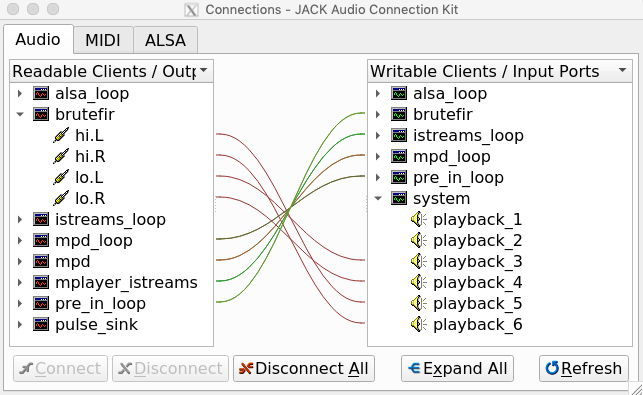 Connections - JACK Audio Connection Kit
Audio MIDI ALSA
Readable Clients / Outp
alsa_loop
brutefir
hi.L
hi.R
lo.L
lo.R
istreams_loop
mpd_loop
mpd
mplayer_istreams
pre_in_loop
pulse_sink
Writable Clients / Input Ports
alsa_loop
brutefir
istreams_loop
mpd_loop
pre_in_loop
system
playback_1
playback_2
playback_3
playback_4
playback_5
playback_6
Connect Disconnect Disconnect All Expand All Refresh